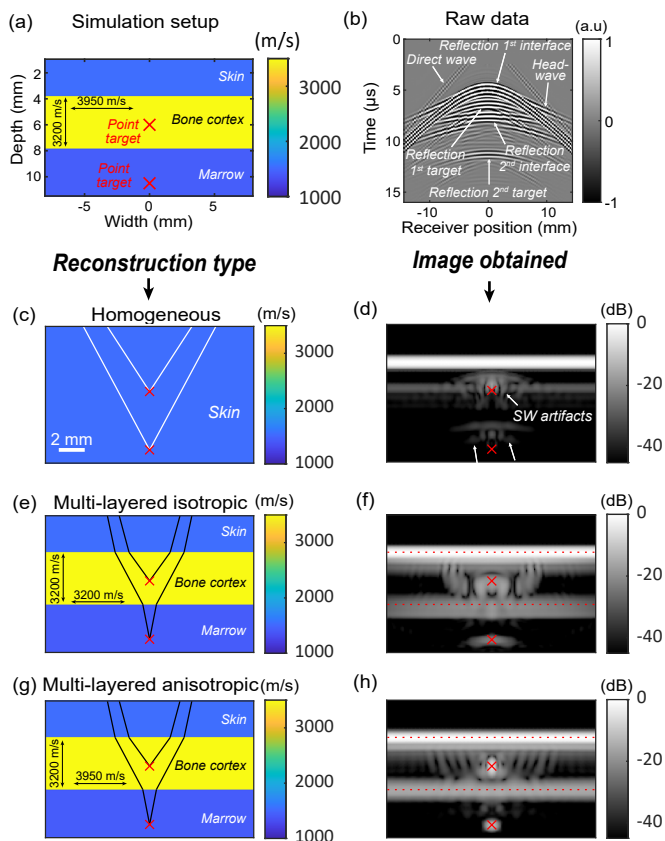 (a) Simulation setup
(m/s)
Depth (mm)
2
4
6
8
10
Skin
3950 m/s
3200 m/s
Bone cortex
Point
target
Point
target
Marrow
-5
0
5
Width (mm)
3000
2000
1000
(b) Raw data
(a.u)
Time (µs)
0
5
10
15
Reflection 1st interface
Direct wave
Head-
wave
Reflection
1st target
Reflection
2nd interface
Reflection 2nd target
-10
0
10
Receiver position (mm)
1
0
-1
Reconstruction type
Image obtained
(c) Homogeneous
(m/s)
Skin
2 mm
3000
2000
1000
(d)
(dB)
SW artifacts
0
-20
-40
(e) Multi-layered isotropic
(m/s)
Skin
3200 m/s
Bone cortex
3200 m/s
Marrow
3000
2000
1000
(f)
(dB)
0
-20
-40
(g) Multi-layered anisotropic
(m/s)
Skin
3200 m/s
Bone cortex
3950 m/s
Marrow
3000
2000
1000
(h)
(dB)
0
-20
-40